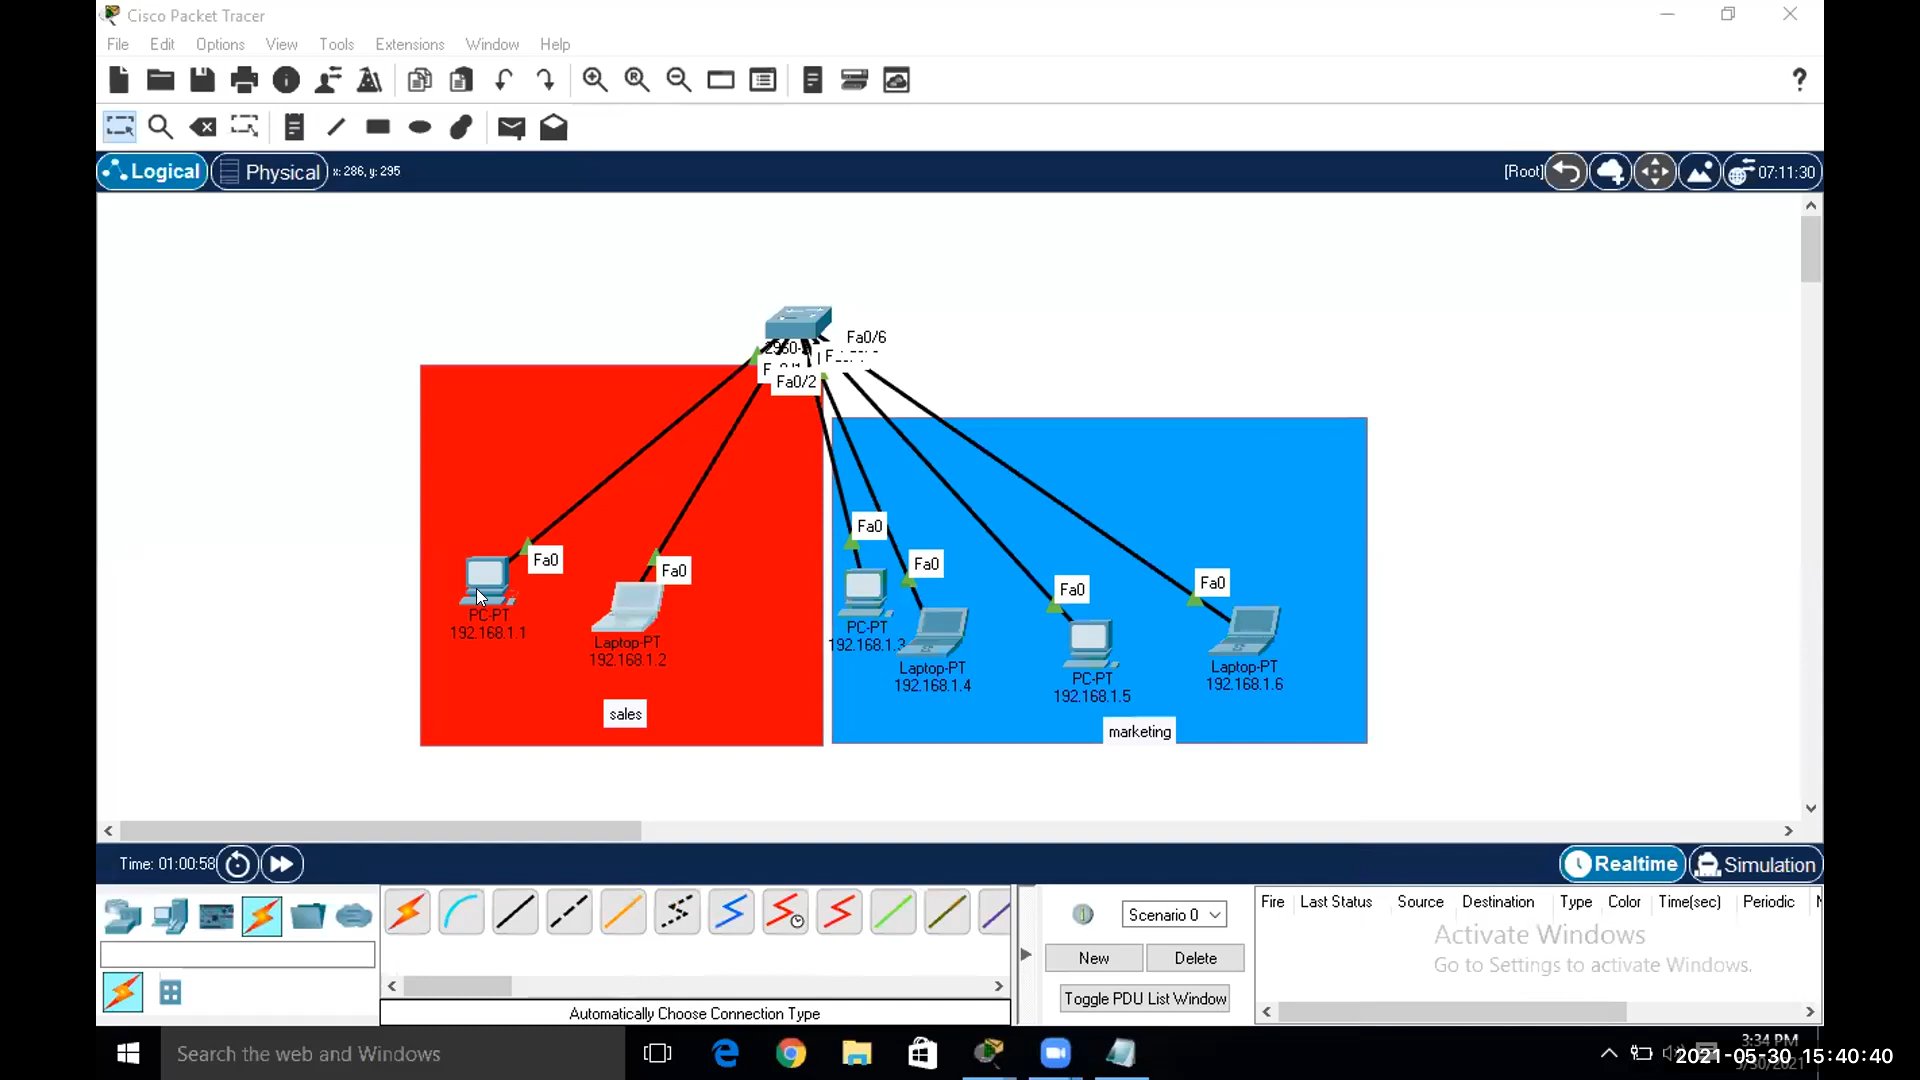 Cisco Packet Tracer
File Edit Options View Tools Extensions Window Help
?
Logical Physical x: 286, y: 295 [Root] 07:11:30
Fa0/6
Fa0/2
Fa0
Fa0
Fa0
Fa0
Fa0
Fa0
PC-PT
192.168.1.1
Laptop-PT
192.168.1.2
PC-PT
192.168.1.3
Laptop-PT
192.168.1.4
PC-PT
192.168.1.5
Laptop-PT
192.168.1.6
sales
marketing
Time: 01:00:58 Realtime Simulation
Scenario 0
New Delete
Toggle PDU List Window
Fire Last Status Source Destination Type Color Time(sec) Periodic
Activate Windows
Go to Settings to activate Windows.
Automatically Choose Connection Type
Search the web and Windows
3:34 PM
2021-05-30 15:40:40